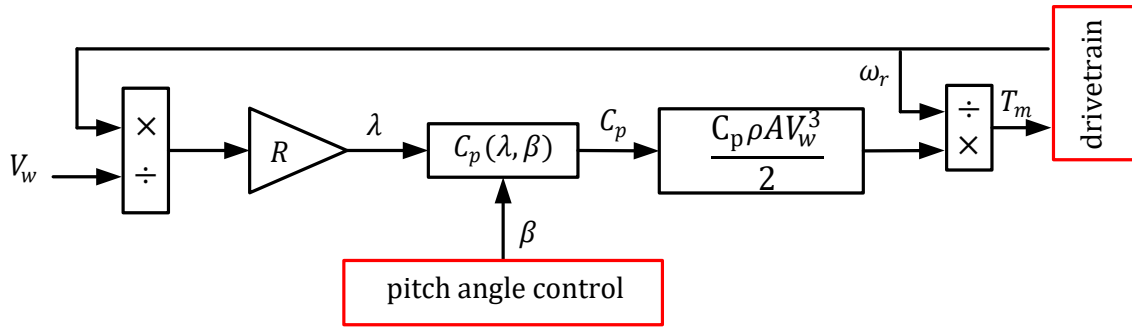 ω_r
drivetrain
×
÷
V_w
R
λ
C_p(λ, β)
C_p
C_pρAV_w^3
2
÷
×
T_m
β
pitch angle control